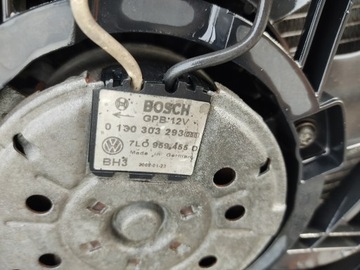 BOSCH
GPB 12V
0 130 303 293
7L0 959 455 D
Made in Germany
BH3